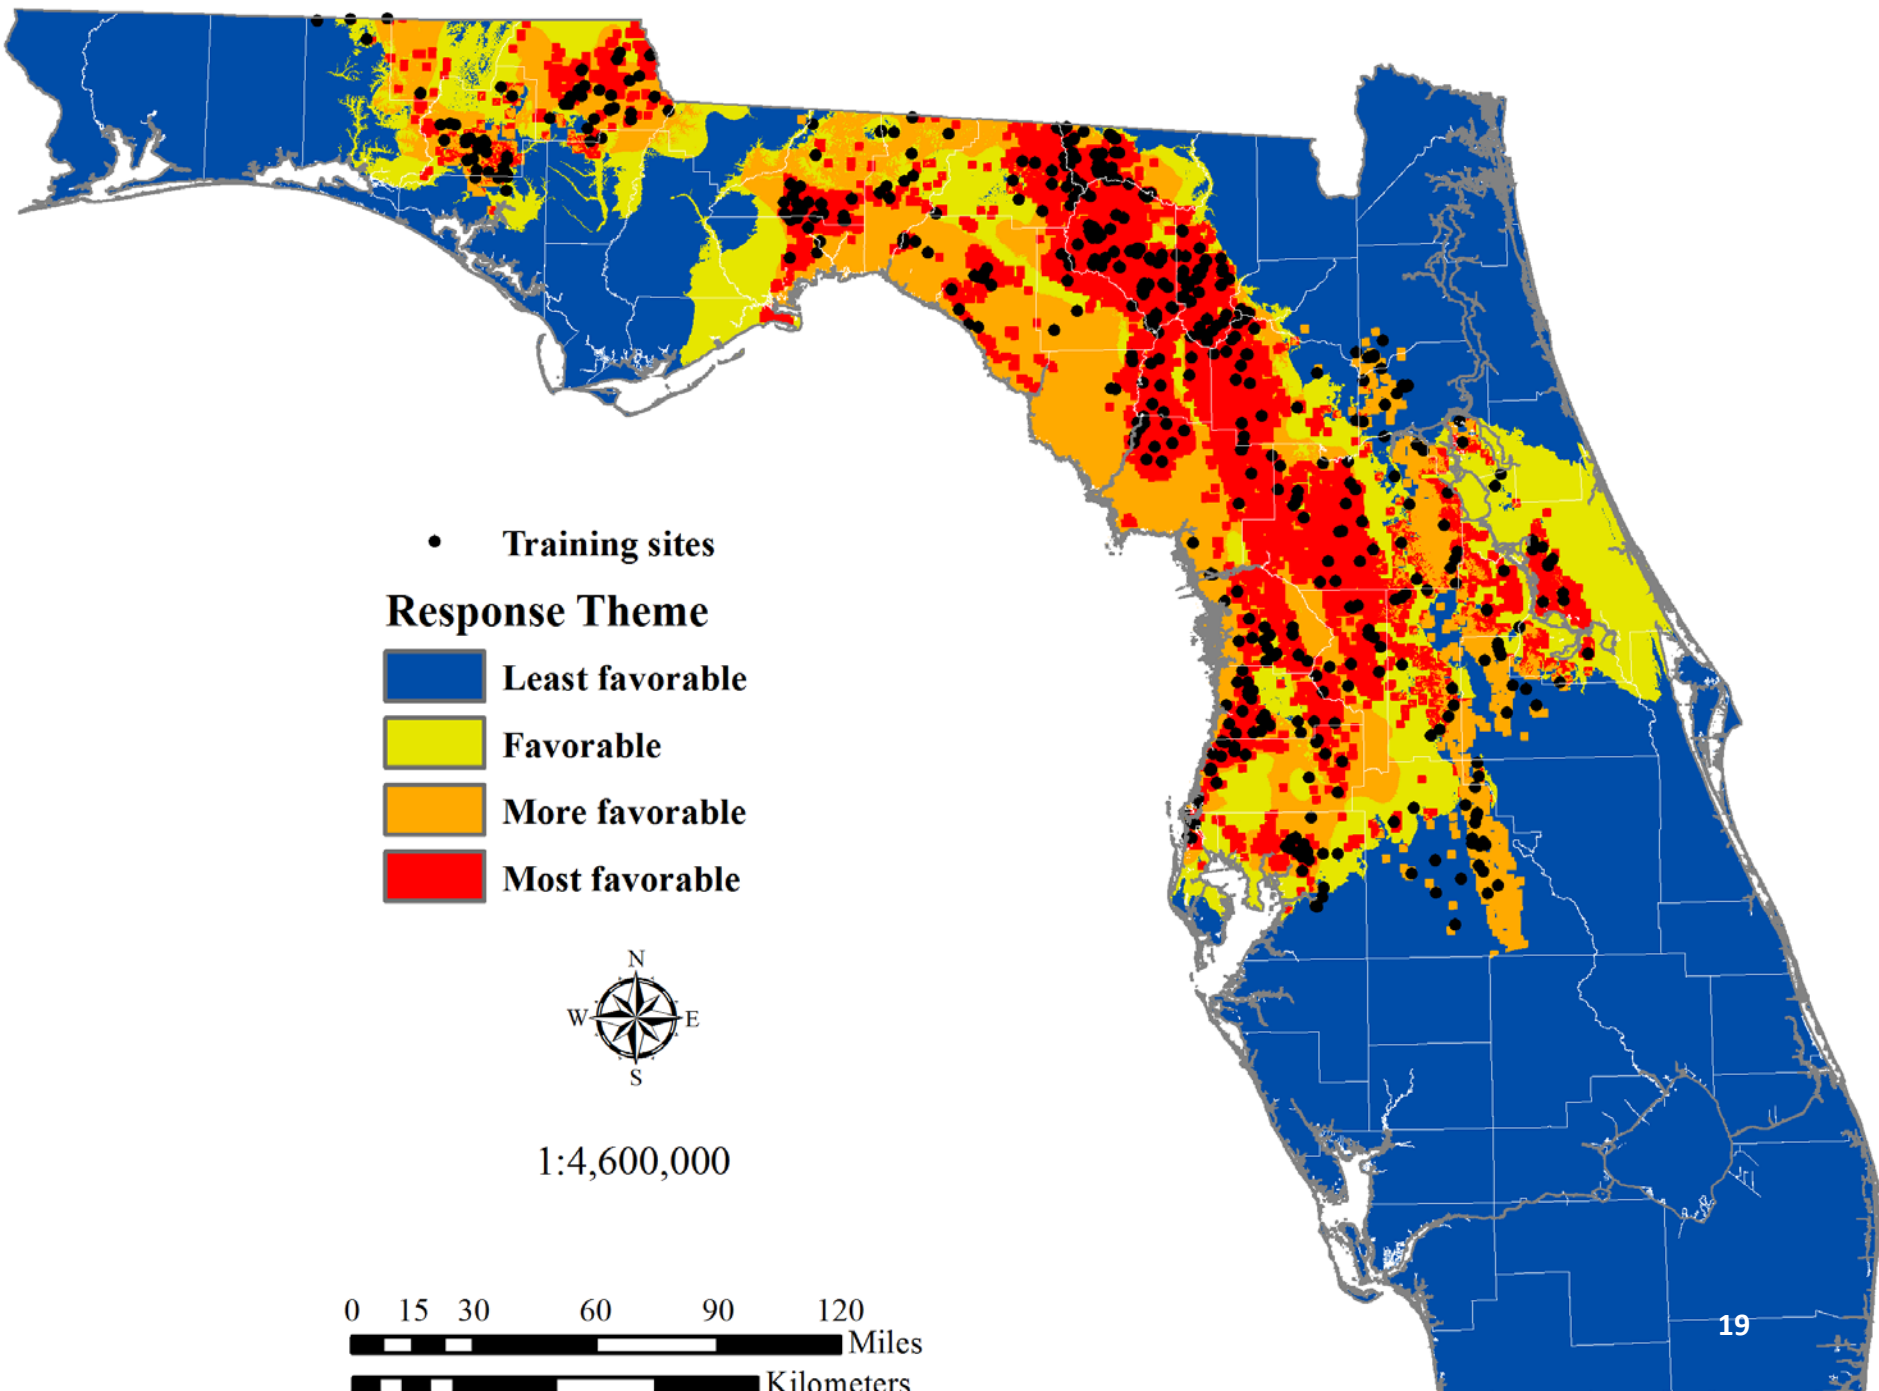 Training sites
Response Theme
Least favorable
Favorable
More favorable
Most favorable
N
W E
S
1:4,600,000
0 15 30 60 90 120
Miles
Kilometers
19